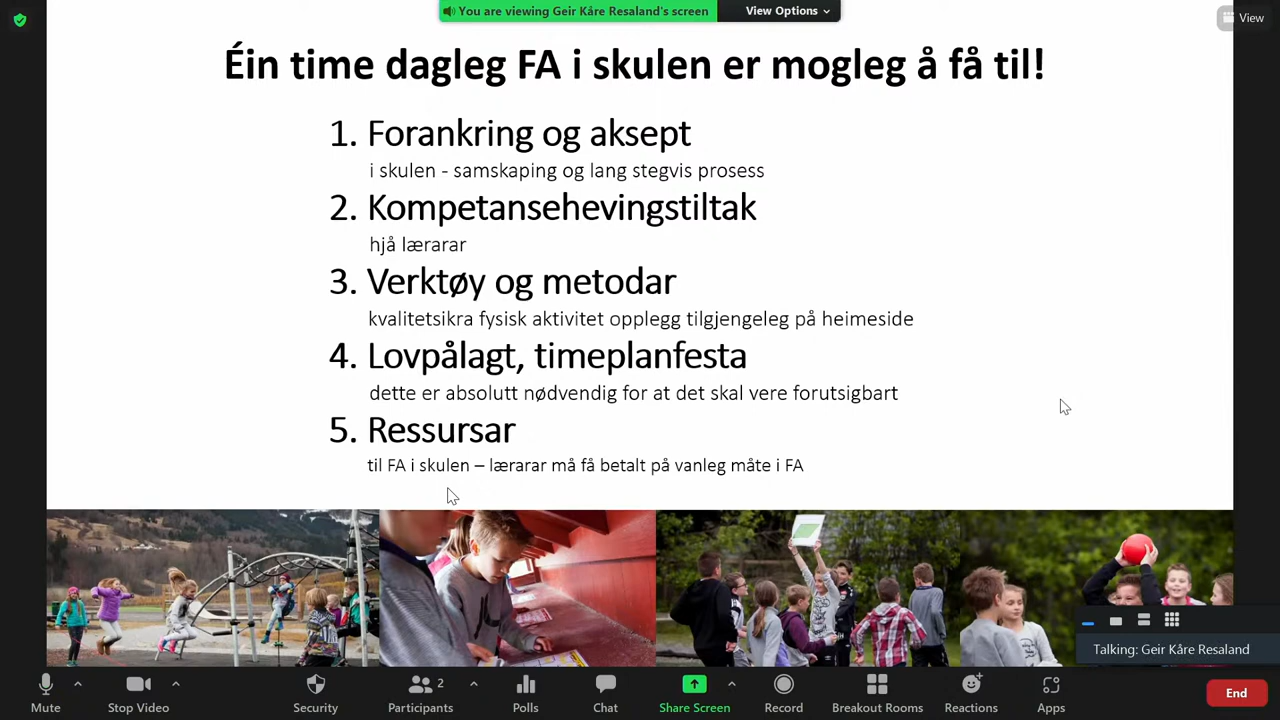 You are viewing Geir Kåre Resaland's screen
View Options
View
Éin time dagleg FA i skulen er mogleg å få til!
1. Forankring og aksept
i skulen - samskaping og lang stegvis prosess
2. Kompetansehevingstiltak
hjå lærarar
3. Verktøy og metodar
kvalitetsikra fysisk aktivitet opplegg tilgjengeleg på heimeside
4. Lovpålagt, timeplanfesta
dette er absolutt nødvendig for at det skal vere forutsigbart
5. Ressursar
til FA i skulen – lærarar må få betalt på vanleg måte i FA
Talking: Geir Kåre Resaland
2
Mute
Stop Video
Security
Participants
Polls
Chat
Share Screen
Record
Breakout Rooms
Reactions
Apps
End